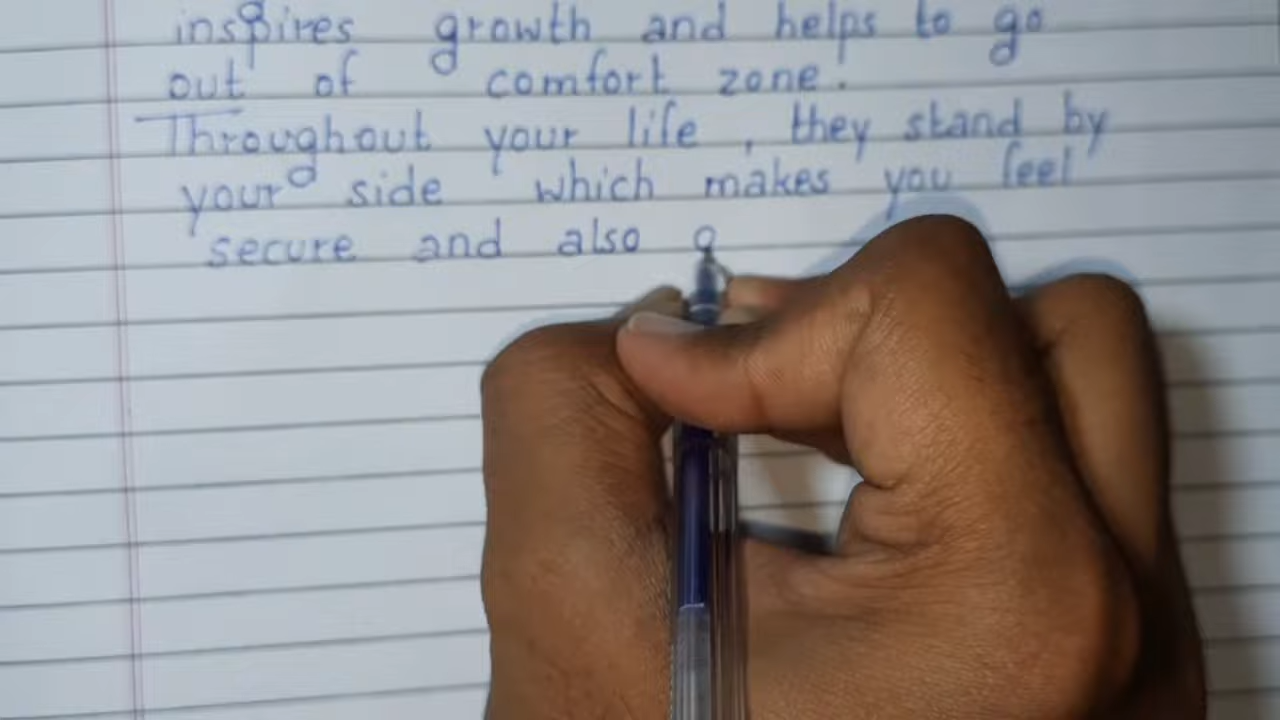 inspires growth and helps to go
out of comfort zone.
Throughout your life, they stand by
your side which makes you feel
secure and also